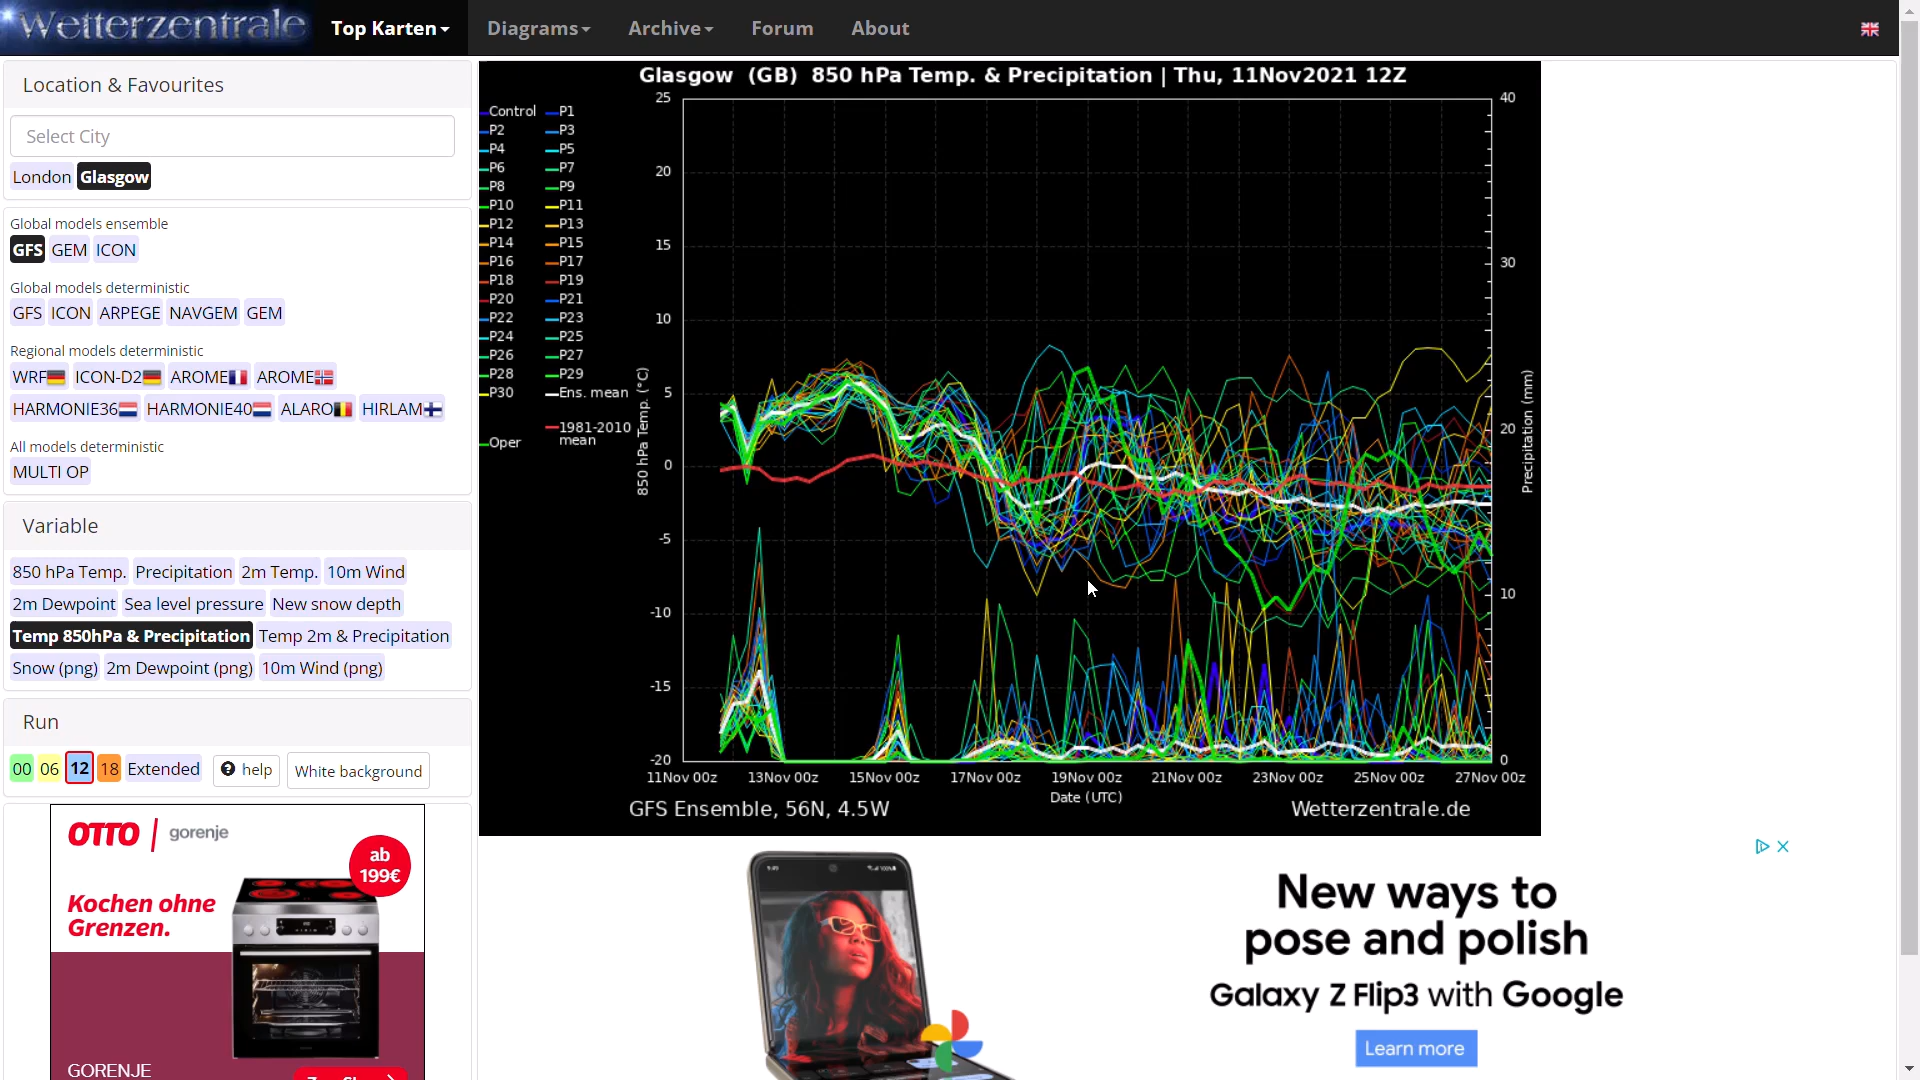 Wetterzentrale
Top Karten
Diagrams
Archive
Forum
About
Location & Favourites
Select City
London Glasgow
Global models ensemble
GFS GEM ICON
Global models deterministic
GFS ICON ARPEGE NAVGEM GEM
Regional models deterministic
WRF ICON-D2 AROME AROME
HARMONIE36 HARMONIE40 ALARO HIRLAM
All models deterministic
MULTI OP
Variable
850 hPa Temp. Precipitation 2m Temp. 10m Wind
2m Dewpoint Sea level pressure New snow depth
Temp 850hPa & Precipitation Temp 2m & Precipitation
Snow (png) 2m Dewpoint (png) 10m Wind (png)
Run
00 06 12 18 Extended help White background
OTTO gorenje
ab
199€
Kochen ohne
Grenzen.
GORENJE
Glasgow (GB) 850 hPa Temp. & Precipitation | Thu, 11Nov2021 12Z
Control P1
P2 P3
P4 P5
P6 P7
P8 P9
P10 P11
P12 P13
P14 P15
P16 P17
P18 P19
P20 P21
P22 P23
P24 P25
P26 P27
P28 P29
P30 Ens. mean
1981-2010
mean
Oper
850 hPa Temp. (°C)
25
20
15
10
5
0
-5
-10
-15
-20
40
30
20
10
0
Precipitation (mm)
11Nov 00z 13Nov 00z 15Nov 00z 17Nov 00z 19Nov 00z 21Nov 00z 23Nov 00z 25Nov 00z 27Nov 00z
Date (UTC)
GFS Ensemble, 56N, 4.5W
Wetterzentrale.de
New ways to
pose and polish
Galaxy Z Flip3 with Google
Learn more